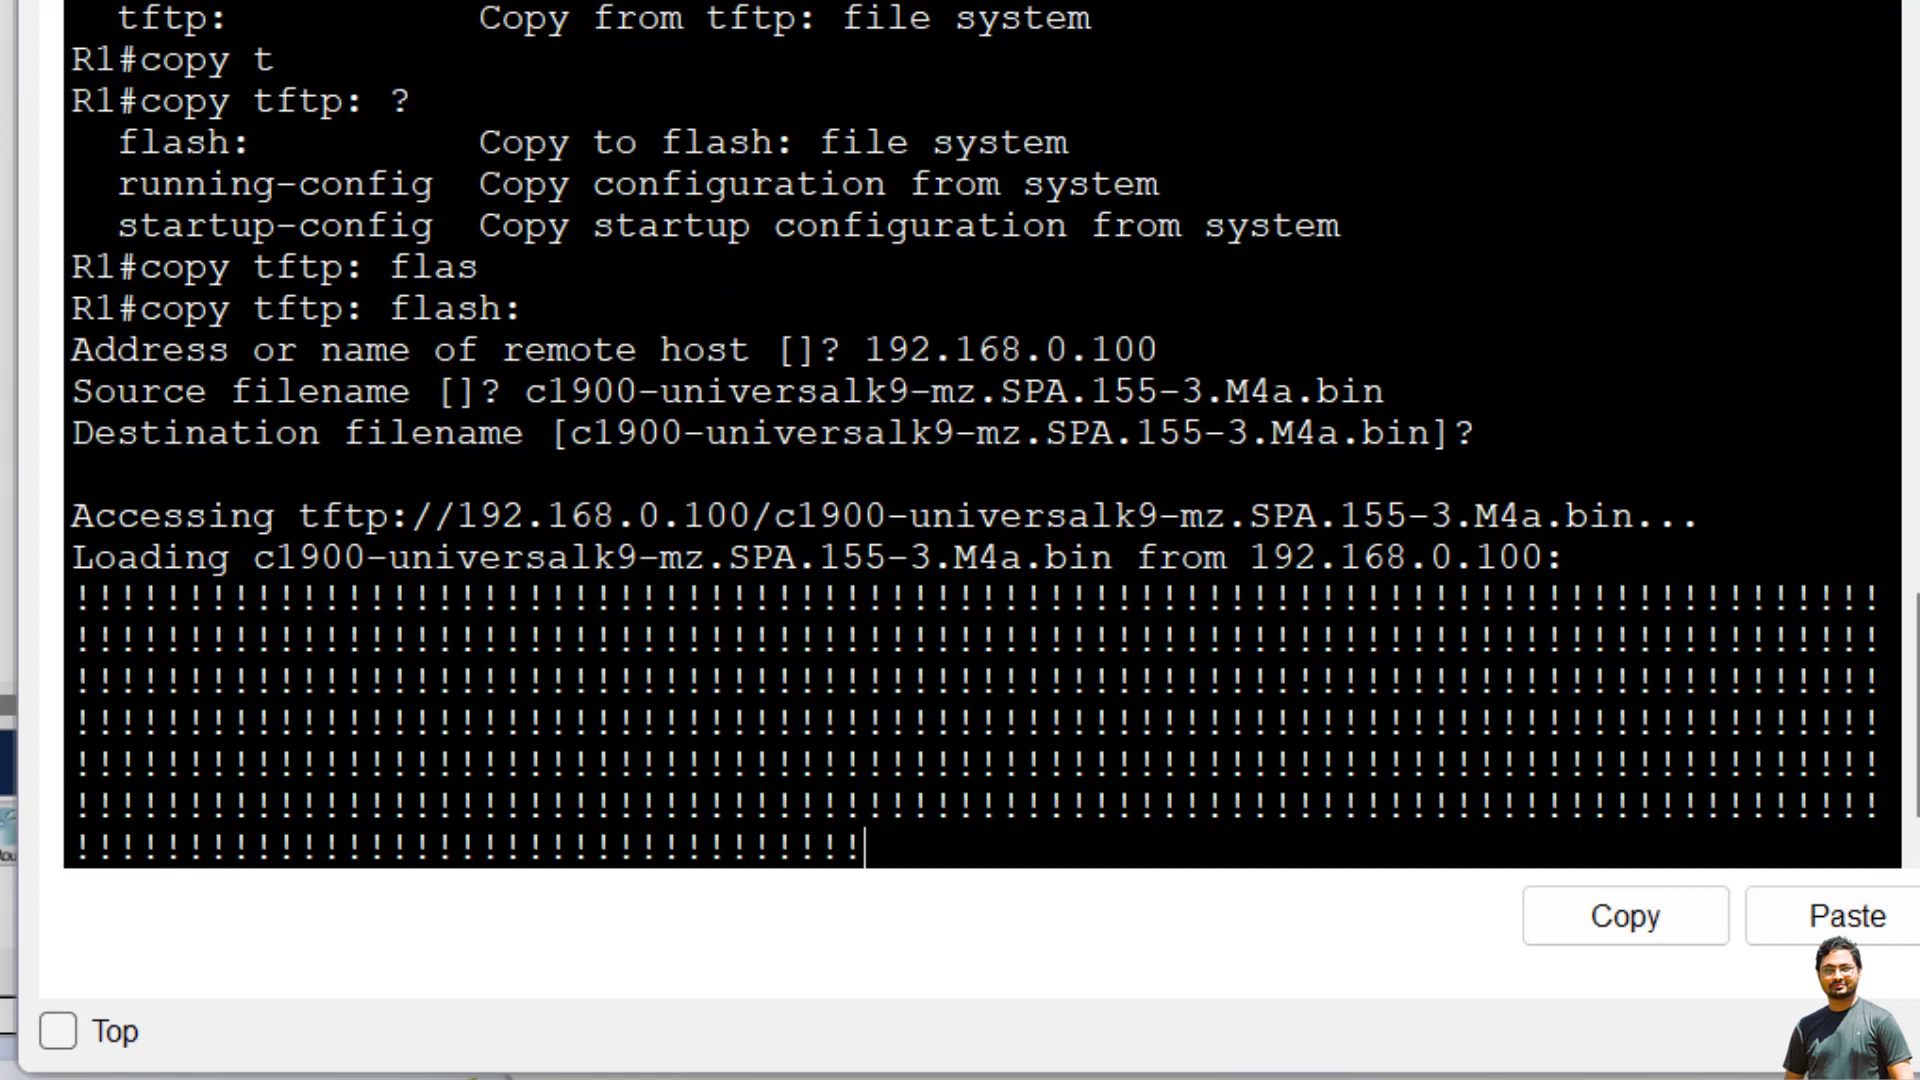 tftp: Copy from tftp: file system
R1#copy t
R1#copy tftp: ?
flash: Copy to flash: file system
running-config Copy configuration from system
startup-config Copy startup configuration from system
R1#copy tftp: flas
R1#copy tftp: flash:
Address or name of remote host []? 192.168.0.100
Source filename []? c1900-universalk9-mz.SPA.155-3.M4a.bin
Destination filename [c1900-universalk9-mz.SPA.155-3.M4a.bin]?
Accessing tftp://192.168.0.100/c1900-universalk9-mz.SPA.155-3.M4a.bin...
Loading c1900-universalk9-mz.SPA.155-3.M4a.bin from 192.168.0.100:
!!!!!!!!!!!!!!!!!!!!!!!!!!!!!!!!!!!!!!!!!!!!!!!!!!!!!!!!!!!!!!!!!!!!!!!!!!!!!!!!
!!!!!!!!!!!!!!!!!!!!!!!!!!!!!!!!!!!!!!!!!!!!!!!!!!!!!!!!!!!!!!!!!!!!!!!!!!!!!!!!
!!!!!!!!!!!!!!!!!!!!!!!!!!!!!!!!!!!!!!!!!!!!!!!!!!!!!!!!!!!!!!!!!!!!!!!!!!!!!!!!
!!!!!!!!!!!!!!!!!!!!!!!!!!!!!!!!!!!!!!!!!!!!!!!!!!!!!!!!!!!!!!!!!!!!!!!!!!!!!!!!
!!!!!!!!!!!!!!!!!!!!!!!!!!!!!!!!!!!!!!!!!!!!!!!!!!!!!!!!!!!!!!!!!!!!!!!!!!!!!!!!
!!!!!!!!!!!!!!!!!!!!!!!!!!!!!!!!!!!!!!!!!!!!!!!!!!!!!!!!!!!!!!!!!!!!!!!!!!!!!!!!
!!!!!!!!!!!!!!!!!!!!!!!!!!!!!!!!!!!
Copy
Paste
Top